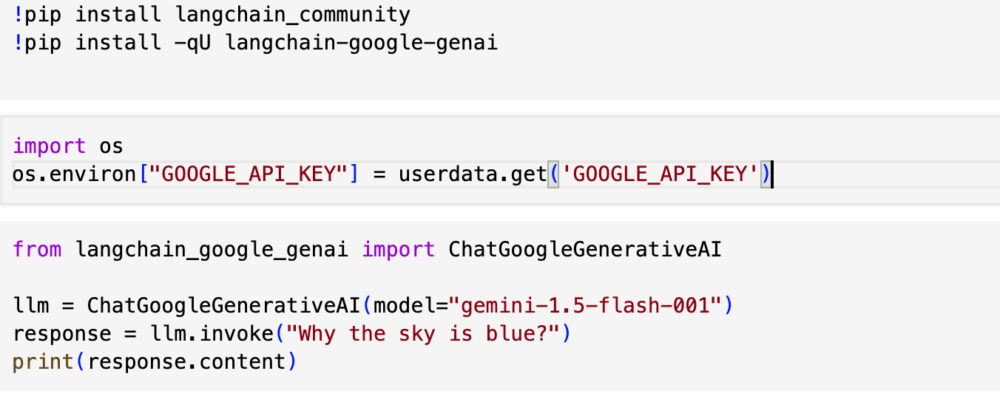 !pip install langchain_community
!pip install -qU langchain-google-genai
import os
os.environ["GOOGLE_API_KEY"] = userdata.get('GOOGLE_API_KEY')
from langchain_google_genai import ChatGoogleGenerativeAI
llm = ChatGoogleGenerativeAI(model="gemini-1.5-flash-001")
response = llm.invoke("Why the sky is blue?")
print(response.content)